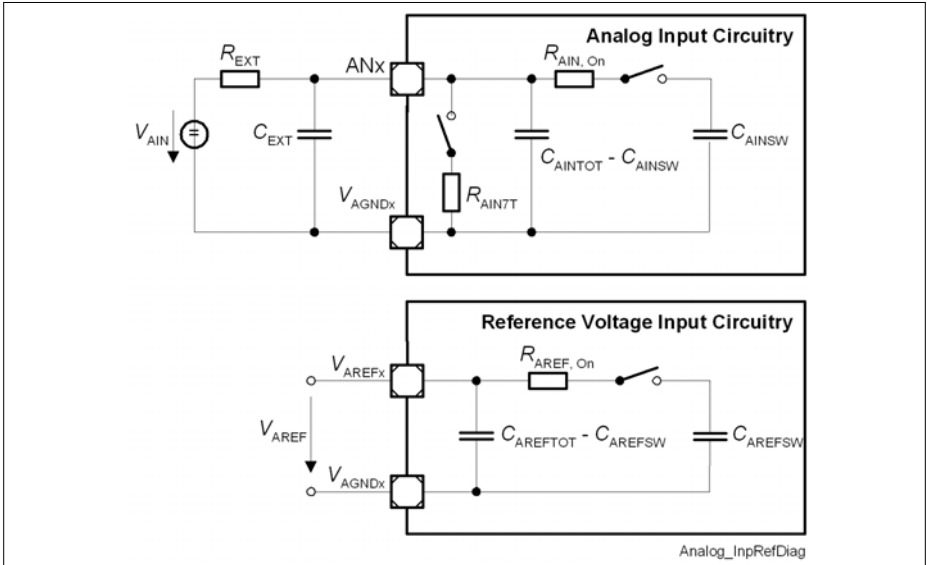 Analog Input Circuitry
REXT
ANx
RAIN, On
VAIN
=
CEXT
CAINTOT - CAINSW
CAINSW
VAGNDx
RAIN7T
Reference Voltage Input Circuitry
VAREFx
RAREF, On
VAREF
CAREFTOT - CAREFSW
CAREFSW
VAGNDx
Analog_InpRefDiag